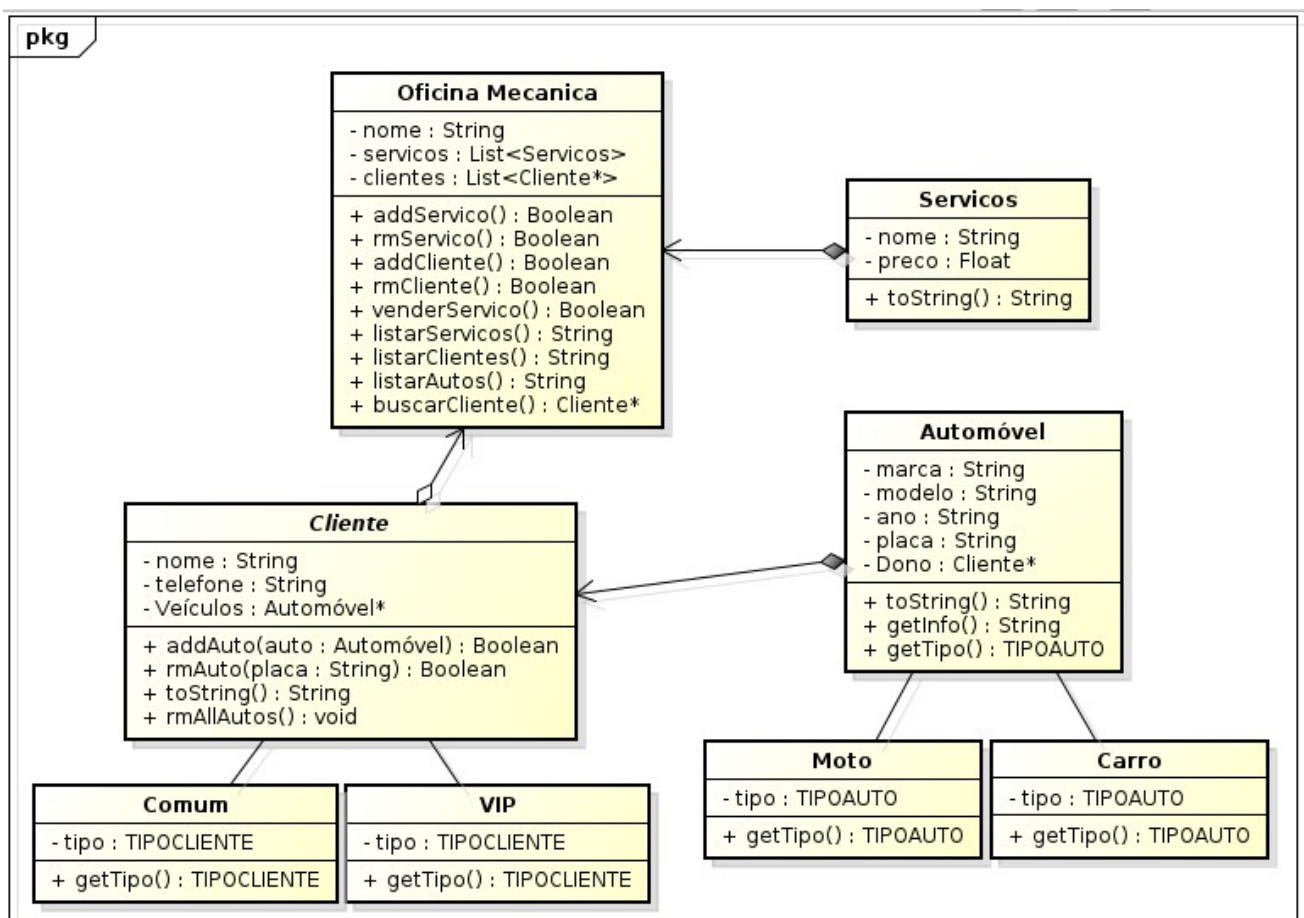 pkg
Oficina Mecanica
- nome : String
- servicos : List<Servicos>
- clientes : List<Cliente*>
+ addServico() : Boolean
+ rmServico() : Boolean
+ addCliente() : Boolean
+ rmCliente() : Boolean
+ venderServico() : Boolean
+ listarServicos() : String
+ listarClientes() : String
+ listarAutos() : String
+ buscarCliente() : Cliente*
Servicos
- nome : String
- preco : Float
+ toString() : String
Automóvel
- marca : String
- modelo : String
- ano : String
- placa : String
- Dono : Cliente*
+ toString() : String
+ getInfo() : String
+ getTipo() : TIPOAUTO
Cliente
- nome : String
- telefone : String
- Veículos : Automóvel*
+ addAuto(auto : Automóvel) : Boolean
+ rmAuto(placa : String) : Boolean
+ toString() : String
+ rmAllAutos() : void
Moto
- tipo : TIPOAUTO
+ getTipo() : TIPOAUTO
Carro
- tipo : TIPOAUTO
+ getTipo() : TIPOAUTO
Comum
- tipo : TIPOCLIENTE
+ getTipo() : TIPOCLIENTE
VIP
- tipo : TIPOCLIENTE
+ getTipo() : TIPOCLIENTE